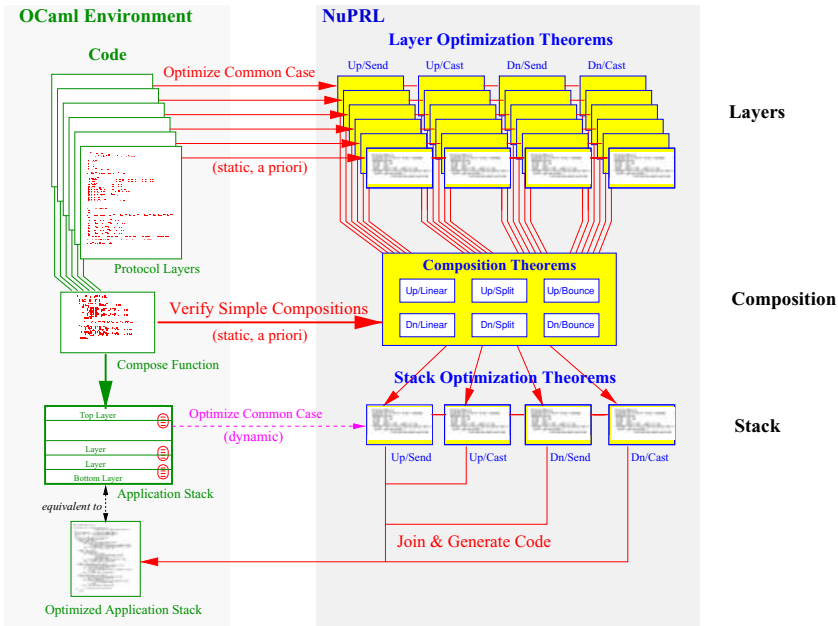 OCaml Environment
NuPRL
Layer Optimization Theorems
Code
Up/Send
Up/Cast
Dn/Send
Dn/Cast
Optimize Common Case
Layers
(static, a priori)
Protocol Layers
Composition Theorems
Up/Linear
Up/Split
Up/Bounce
Verify Simple Compositions
Composition
Dn/Linear
Dn/Split
Dn/Bounce
(static, a priori)
Compose Function
Stack Optimization Theorems
Top Layer
Optimize Common Case
Stack
(dynamic)
Layer
Up/Send
Up/Cast
Dn/Send
Dn/Cast
Layer
Bottom Layer
Application Stack
equivalent to
Join & Generate Code
Optimized Application Stack